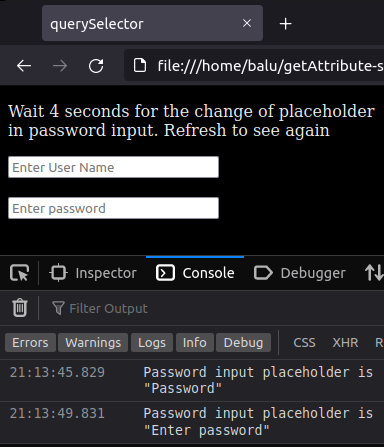 querySelector
file:///home/balu/getAttribute-s
Wait 4 seconds for the change of placeholder
in password input. Refresh to see again
Enter User Name
Enter password
Inspector Console Debugger
Filter Output
Errors Warnings Logs Info Debug CSS XHR R
21:13:45.829 Password input placeholder is
"Password"
21:13:49.831 Password input placeholder is
"Enter password"